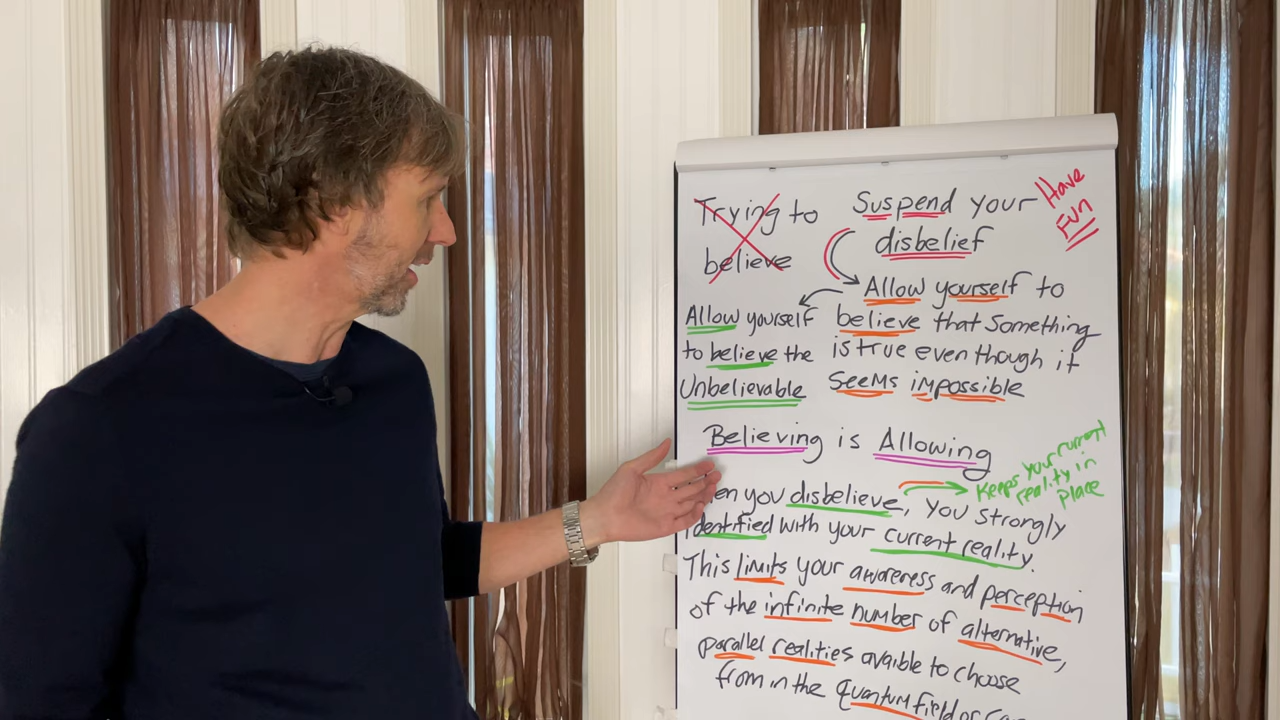 Trying to
believe
Suspend your
disbelief
Have
Fun
Allow yourself to
believe that something
is true even though it
seems impossible
Allow yourself
to believe the
Unbelievable
Believing is Allowing
en you disbelieve, you strongly
Keeps your current
reality in
place
identified with your current reality.
This limits your awareness and perception
of the infinite number of alternative,
parallel realities avaible to choose
from in the Quantum field or